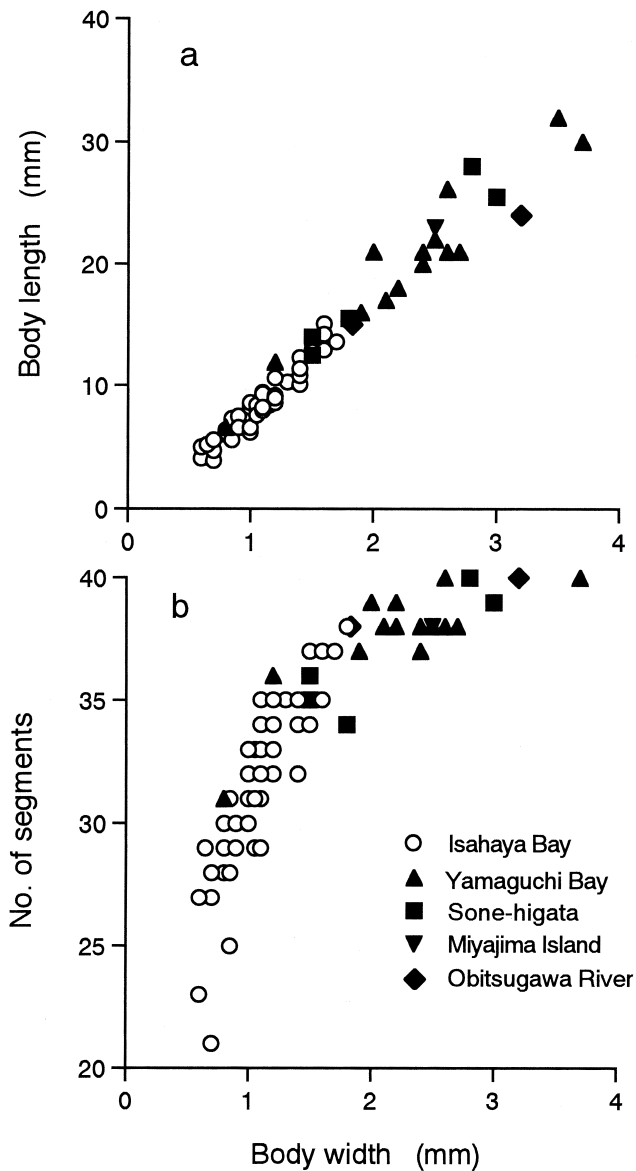 40
a
30
20
10
0
Body length (mm)
0 1 2 3 4
40
b
35
30
25
20
No. of segments
Isahaya Bay
Yamaguchi Bay
Sone-higata
Miyajima Island
Obitsugawa River
0 1 2 3 4
Body width (mm)